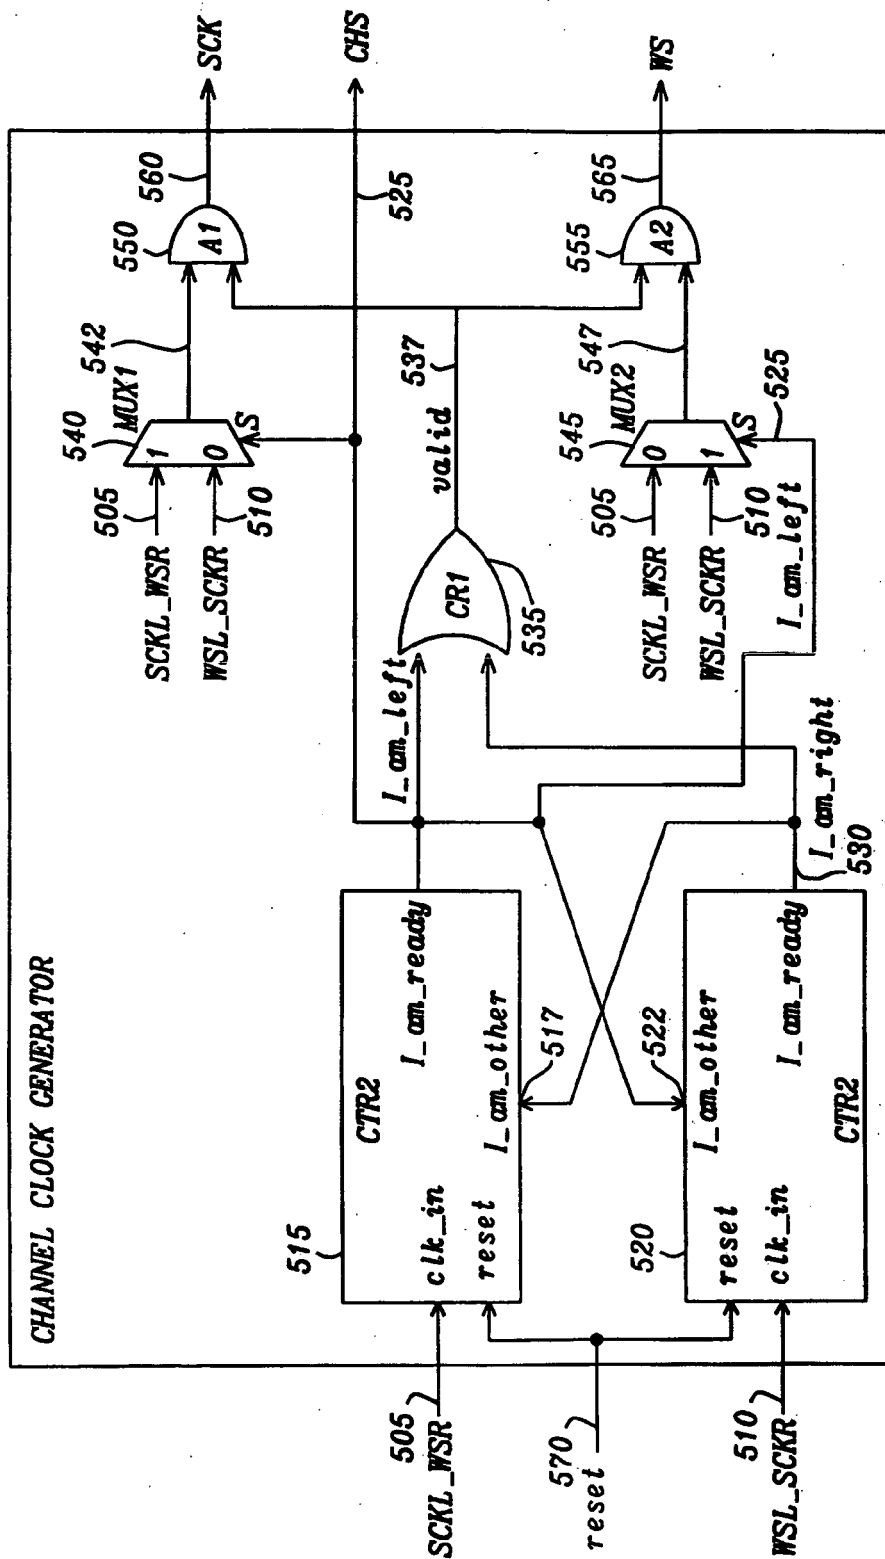 CHANNEL CLOCK GENERATOR
505
SCKL_WSR
570
reset
510
WSL_SCKR
515
clk_in
reset
CTR2
I_am_ready
I_am_other
517
520
reset
clk_in
I_am_other
522
I_am_ready
CTR2
I_am_left
I_am_right
530
CR1
535
valid
537
SCKL_WSR
505
WSL_SCKR
510
540
MUX1
1
0
S
542
550
A1
560
SCK
CHS
525
SCKL_WSR
505
WSL_SCKR
510
I_am_left
525
545
MUX2
0
1
S
547
555
A2
565
WS